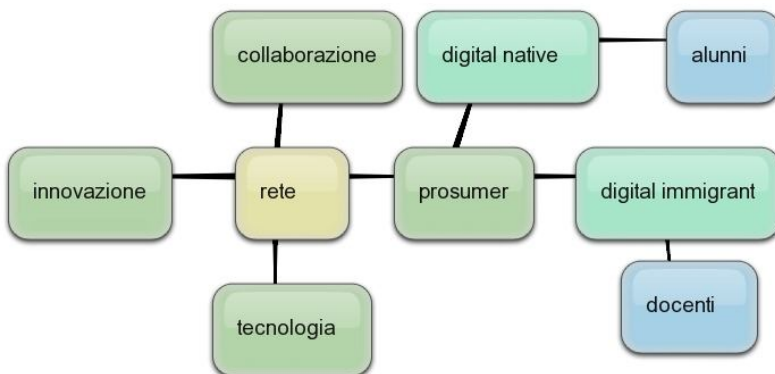 collaborazione
digital native
alunni
innovazione
rete
prosumer
digital immigrant
tecnologia
docenti